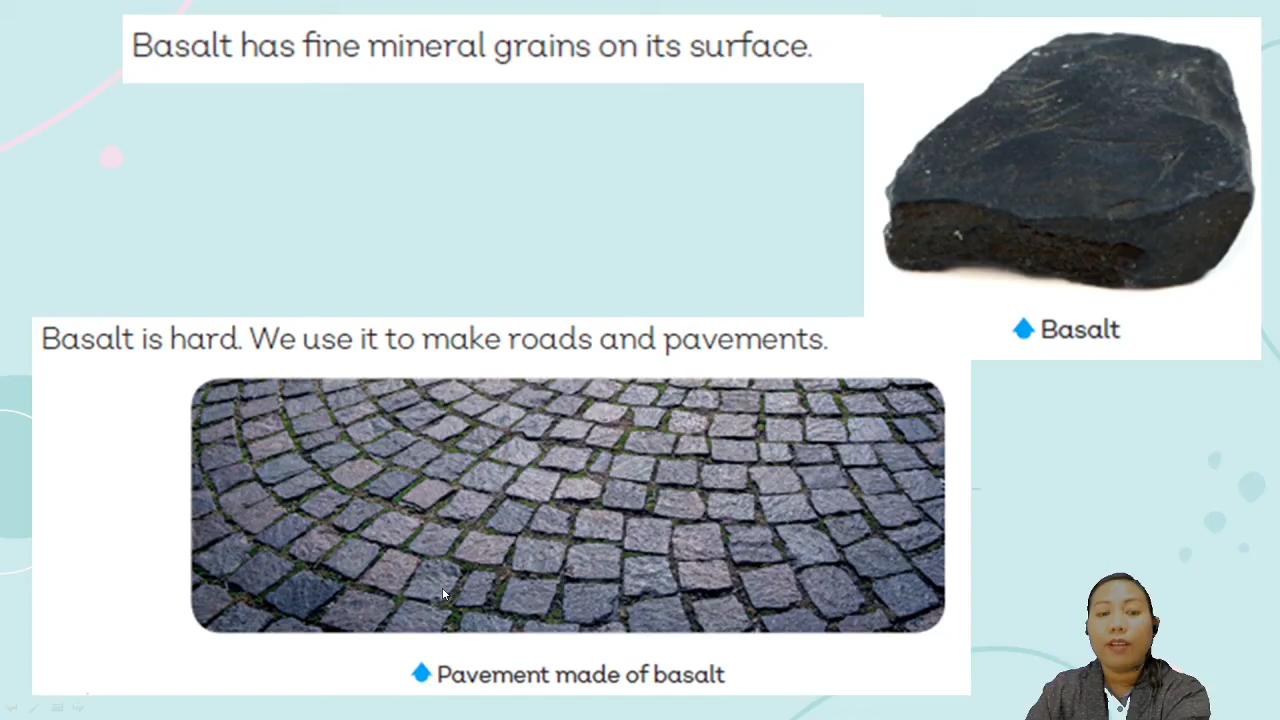 Basalt has fine mineral grains on its surface.
Basalt
Basalt is hard. We use it to make roads and pavements.
Pavement made of basalt